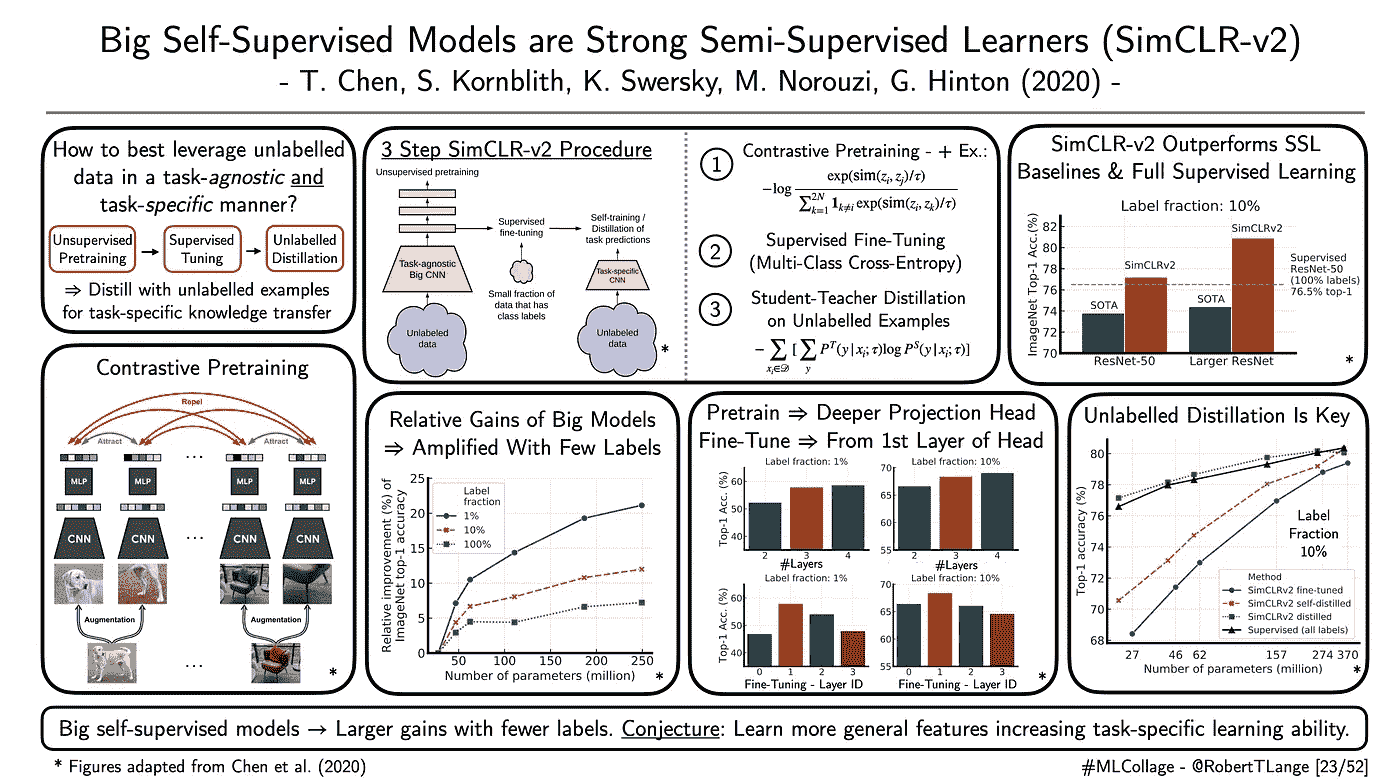 Big Self-Supervised Models are Strong Semi-Supervised Learners (SimCLR-v2)
- T. Chen, S. Kornblith, K. Swersky, M. Norouzi, G. Hinton (2020) -
How to best leverage unlabelled
data in a task-agnostic and
task-specific manner?
Unsupervised Pretraining → Supervised Tuning → Unlabelled Distillation
⇒ Distill with unlabelled examples
for task-specific knowledge transfer
3 Step SimCLR-v2 Procedure
Unsupervised pretraining
Supervised
fine-tuning
Self-training /
Distillation of
task predictions
Task-agnostic
Big CNN
Task-specific
CNN
Small fraction of
data that has
class labels
Unlabeled
data
Unlabeled
data
*
1 Contrastive Pretraining - + Ex.:
−log exp(sim(z_i, z_j)/τ) / ∑_{k=1}^{2N} 𝟏_{k≠i} exp(sim(z_i, z_k)/τ)
2 Supervised Fine-Tuning
(Multi-Class Cross-Entropy)
3 Student-Teacher Distillation
on Unlabelled Examples
− ∑_{x_i∈𝒟} [ ∑_y P^T(y|x_i; τ) log P^S(y|x_i; τ)]
SimCLR-v2 Outperforms SSL
Baselines & Full Supervised Learning
Label fraction: 10%
ImageNet Top-1 Acc.(%)
82
80
78
76
74
72
70
SOTA
SimCLRv2
SOTA
SimCLRv2
Supervised
ResNet-50
(100% labels)
76.5% top-1
ResNet-50 Larger ResNet
*
Contrastive Pretraining
Repel
Attract Attract
...
MLP MLP MLP MLP
CNN CNN ... CNN CNN
Augmentation Augmentation
...
*
Relative Gains of Big Models
⇒ Amplified With Few Labels
Relative improvement (%) of
ImageNet top-1 accuracy
25
20
15
10
5
0
Label
fraction
1%
10%
100%
50 100 150 200 250
Number of parameters (million)
*
Pretrain ⇒ Deeper Projection Head
Fine-Tune ⇒ From 1st Layer of Head
Label fraction: 1% Label fraction: 10%
Top-1 Acc. (%)
60
50
40
70
65
60
55
2 3 4 2 3 4
#Layers #Layers
Label fraction: 1% Label fraction: 10%
Top-1 Acc. (%)
60
50
40
70
65
60
55
0 1 2 3 0 1 2 3
Fine-Tuning - Layer ID Fine-Tuning - Layer ID
*
Unlabelled Distillation Is Key
Top-1 accuracy (%)
80
78
76
74
72
70
68
Label
Fraction
10%
Method
SimCLRv2 fine-tuned
SimCLRv2 self-distilled
SimCLRv2 distilled
Supervised (all labels)
27 46 62 157 274 370
Number of parameters (million)
*
Big self-supervised models → Larger gains with fewer labels. Conjecture: Learn more general features increasing task-specific learning ability.
* Figures adapted from Chen et al. (2020)
#MLCollage - @RobertTLange [23/52]